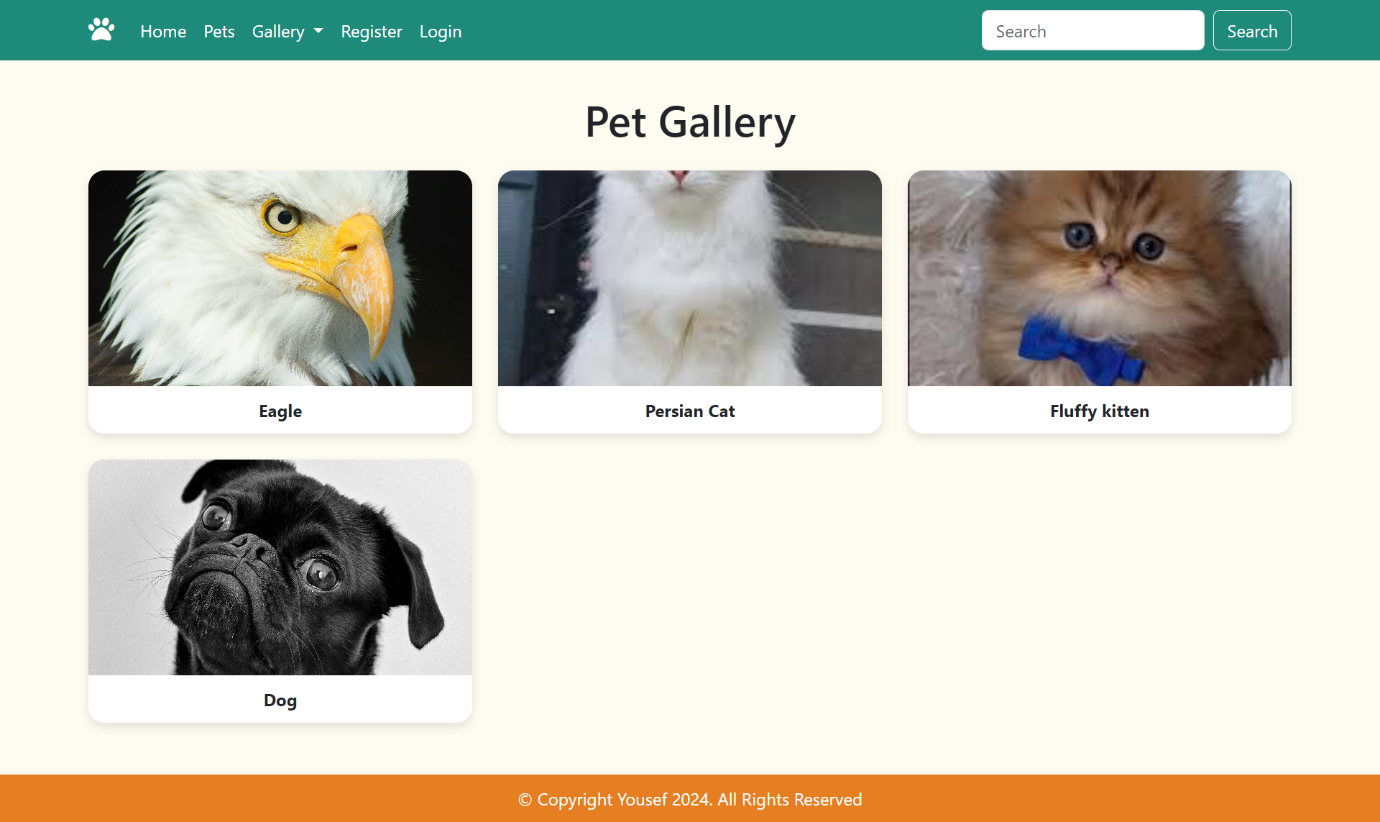 Home Pets Gallery Register Login Search Search
Pet Gallery
Eagle Persian Cat Fluffy kitten
Dog
© Copyright Yousef 2024. All Rights Reserved